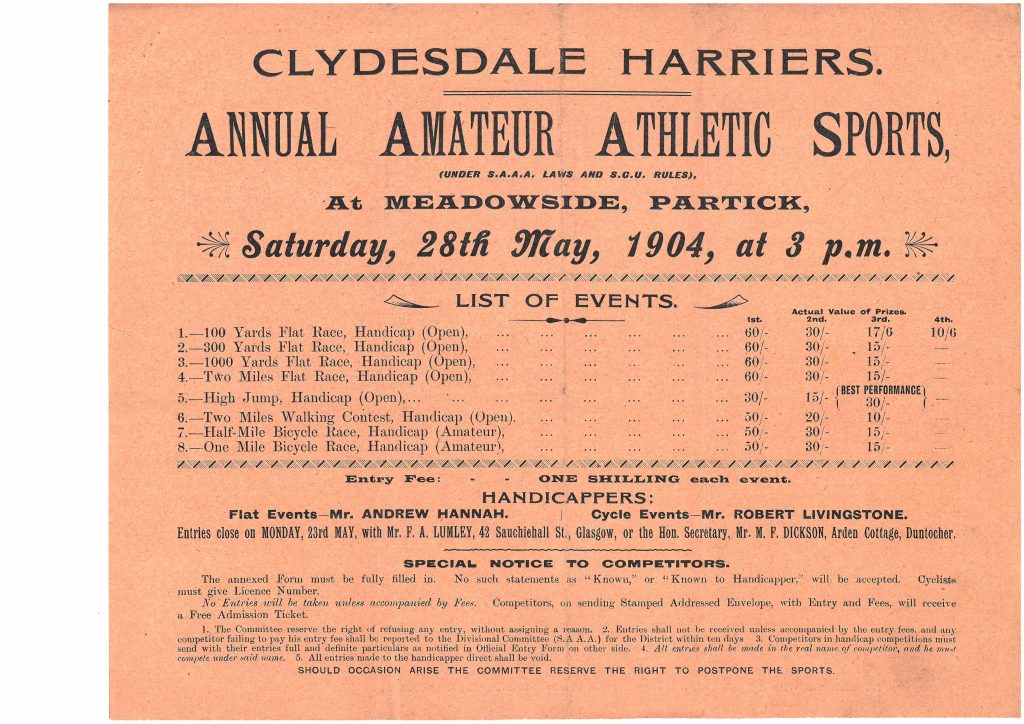 CLYDESDALE HARRIERS.
ANNUAL AMATEUR ATHLETIC SPORTS,
(UNDER S.A.A.A. LAWS AND S.C.U. RULES),
At MEADOWSIDE, PARTICK,
Saturday, 28th May, 1904, at 3 p.m.
LIST OF EVENTS.
Actual Value of Prizes.
1st. 2nd. 3rd. 4th.
1.—100 Yards Flat Race, Handicap (Open), ... ... ... ... ... 60/- 30/- 17/6 10/6
2.—300 Yards Flat Race, Handicap (Open), ... ... ... ... ... 60/- 30/- 15/- —
3.—1000 Yards Flat Race, Handicap (Open), ... ... ... ... 60/- 30/- 15/- —
4.—Two Miles Flat Race, Handicap (Open), ... ... ... ... 60/- 30/- 15/- —
5.—High Jump, Handicap (Open),... ... ... ... ... ... 30/- 15/- {BEST PERFORMANCE 30/-} —
6.—Two Miles Walking Contest, Handicap (Open). ... ... ... ... 50/- 20/- 10/- —
7.—Half-Mile Bicycle Race, Handicap (Amateur), ... ... ... ... 50/- 30/- 15/- —
8.—One Mile Bicycle Race, Handicap (Amateur), ... ... ... ... 50/- 30/- 15/- —
Entry Fee: - - ONE SHILLING each event.
HANDICAPPERS:
Flat Events—Mr. ANDREW HANNAH. | Cycle Events—Mr. ROBERT LIVINGSTONE.
Entries close on MONDAY, 23rd MAY, with Mr. F. A. LUMLEY, 42 Sauchiehall St., Glasgow, or the Hon. Secretary, Mr. M. F. DICKSON, Arden Cottage, Duntocher.
SPECIAL NOTICE TO COMPETITORS.
The annexed Form must be fully filled in. No such statements as "Known," or "Known to Handicapper," will be accepted. Cyclists
must give Licence Number.
No Entries will be taken unless accompanied by Fees. Competitors, on sending Stamped Addressed Envelope, with Entry and Fees, will receive
a Free Admission Ticket.
1. The Committee reserve the right of refusing any entry, without assigning a reason. 2. Entries shall not be received unless accompanied by the entry fees, and any
competitor failing to pay his entry fee shall be reported to the Divisional Committee (S.A A.A.) for the District within ten days 3. Competitors in handicap competitions must
send with their entries full and definite particulars as notified in Official Entry Form on other side. 4. All entries shall be made in the real name of competitor, and he must
compete under said name. 5. All entries made to the handicapper direct shall be void.
SHOULD OCCASION ARISE THE COMMITTEE RESERVE THE RIGHT TO POSTPONE THE SPORTS.